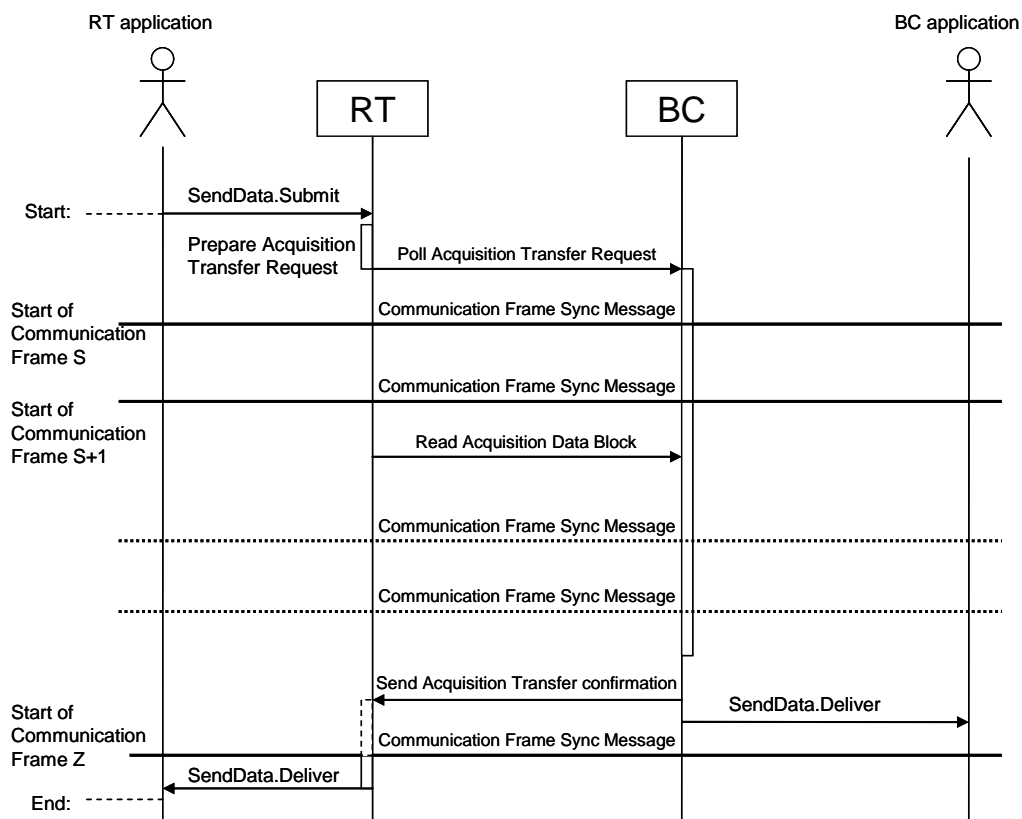 RT application
BC application
RT
BC
SendData.Submit
Start:
Prepare Acquisition
Transfer Request
Poll Acquisition Transfer Request
Start of
Communication
Frame S
Communication Frame Sync Message
Communication Frame Sync Message
Start of
Communication
Frame S+1
Read Acquisition Data Block
Communication Frame Sync Message
Communication Frame Sync Message
Send Acquisition Transfer confirmation
SendData.Deliver
Start of
Communication
Frame Z
Communication Frame Sync Message
SendData.Deliver
End: